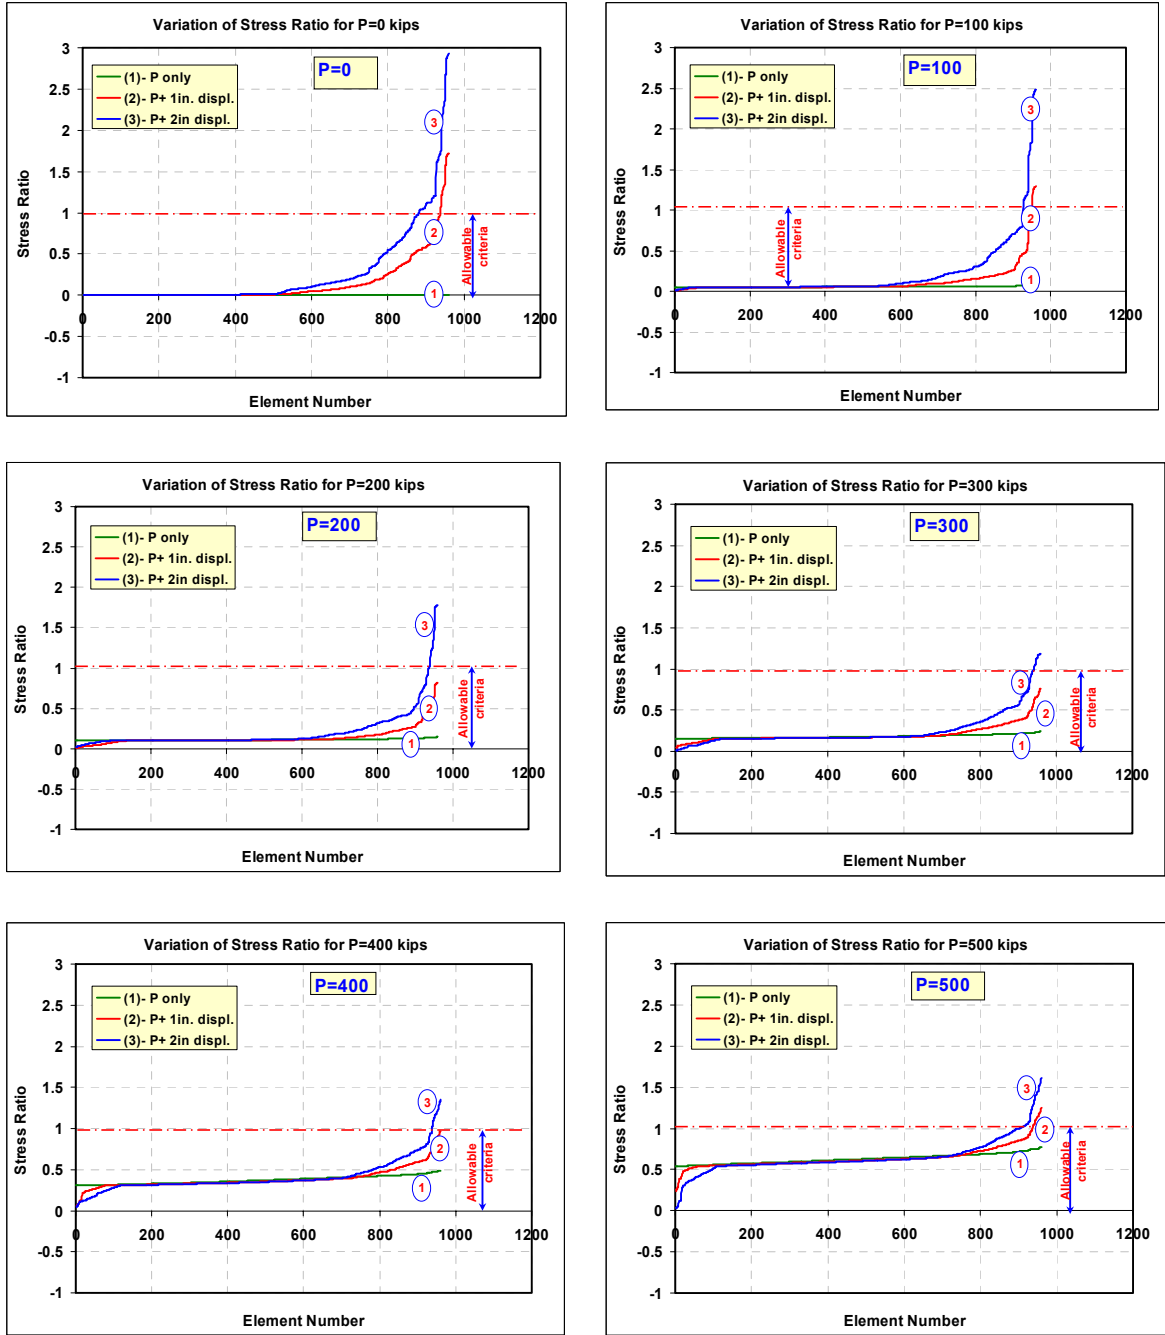 Variation of Stress Ratio for P=0 kips
P=0
(1)- P only
(2)- P+ 1in. displ.
(3)- P+ 2in displ.
3
2.5
2
1.5
1
0.5
0
-0.5
-1
0 200 400 600 800 1000 1200
Stress Ratio
Element Number
Allowable
criteria
3
2
1
Variation of Stress Ratio for P=100 kips
P=100
(1)- P only
(2)- P+ 1in. displ.
(3)- P+ 2in displ.
3
2.5
2
1.5
1
0.5
0
-0.5
-1
0 200 400 600 800 1000 1200
Stress Ratio
Element Number
Allowable
criteria
3
2
1
Variation of Stress Ratio for P=200 kips
P=200
(1)- P only
(2)- P+ 1in. displ.
(3)- P+ 2in displ.
3
2.5
2
1.5
1
0.5
0
-0.5
-1
0 200 400 600 800 1000 1200
Stress Ratio
Element Number
Allowable
criteria
3
2
1
Variation of Stress Ratio for P=300 kips
P=300
(1)- P only
(2)- P+ 1in. displ.
(3)- P+ 2in displ.
3
2.5
2
1.5
1
0.5
0
-0.5
-1
0 200 400 600 800 1000 1200
Stress Ratio
Element Number
Allowable
criteria
3
2
1
Variation of Stress Ratio for P=400 kips
P=400
(1)- P only
(2)- P+ 1in. displ.
(3)- P+ 2in displ.
3
2.5
2
1.5
1
0.5
0
-0.5
-1
0 200 400 600 800 1000 1200
Stress Ratio
Element Number
Allowable
criteria
3
2
1
Variation of Stress Ratio for P=500 kips
P=500
(1)- P only
(2)- P+ 1in. displ.
(3)- P+ 2in displ.
3
2.5
2
1.5
1
0.5
0
-0.5
-1
0 200 400 600 800 1000 1200
Stress Ratio
Element Number
Allowable
criteria
3
2
1